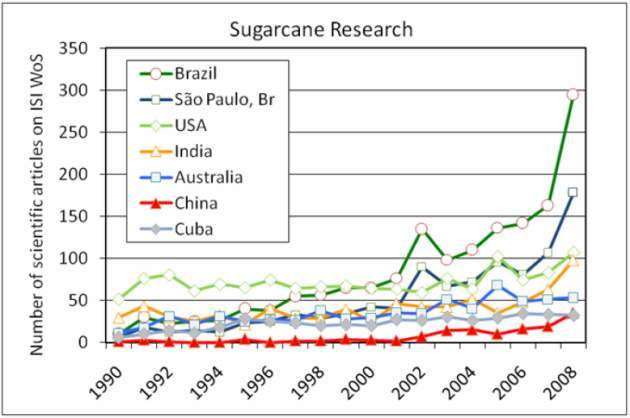 Sugarcane Research
Number of scientific articles on ISI WoS
350
300
250
200
150
100
50
0
Brazil
São Paulo, Br
USA
India
Australia
China
Cuba
1990
1992
1994
1996
1998
2000
2002
2004
2006
2008